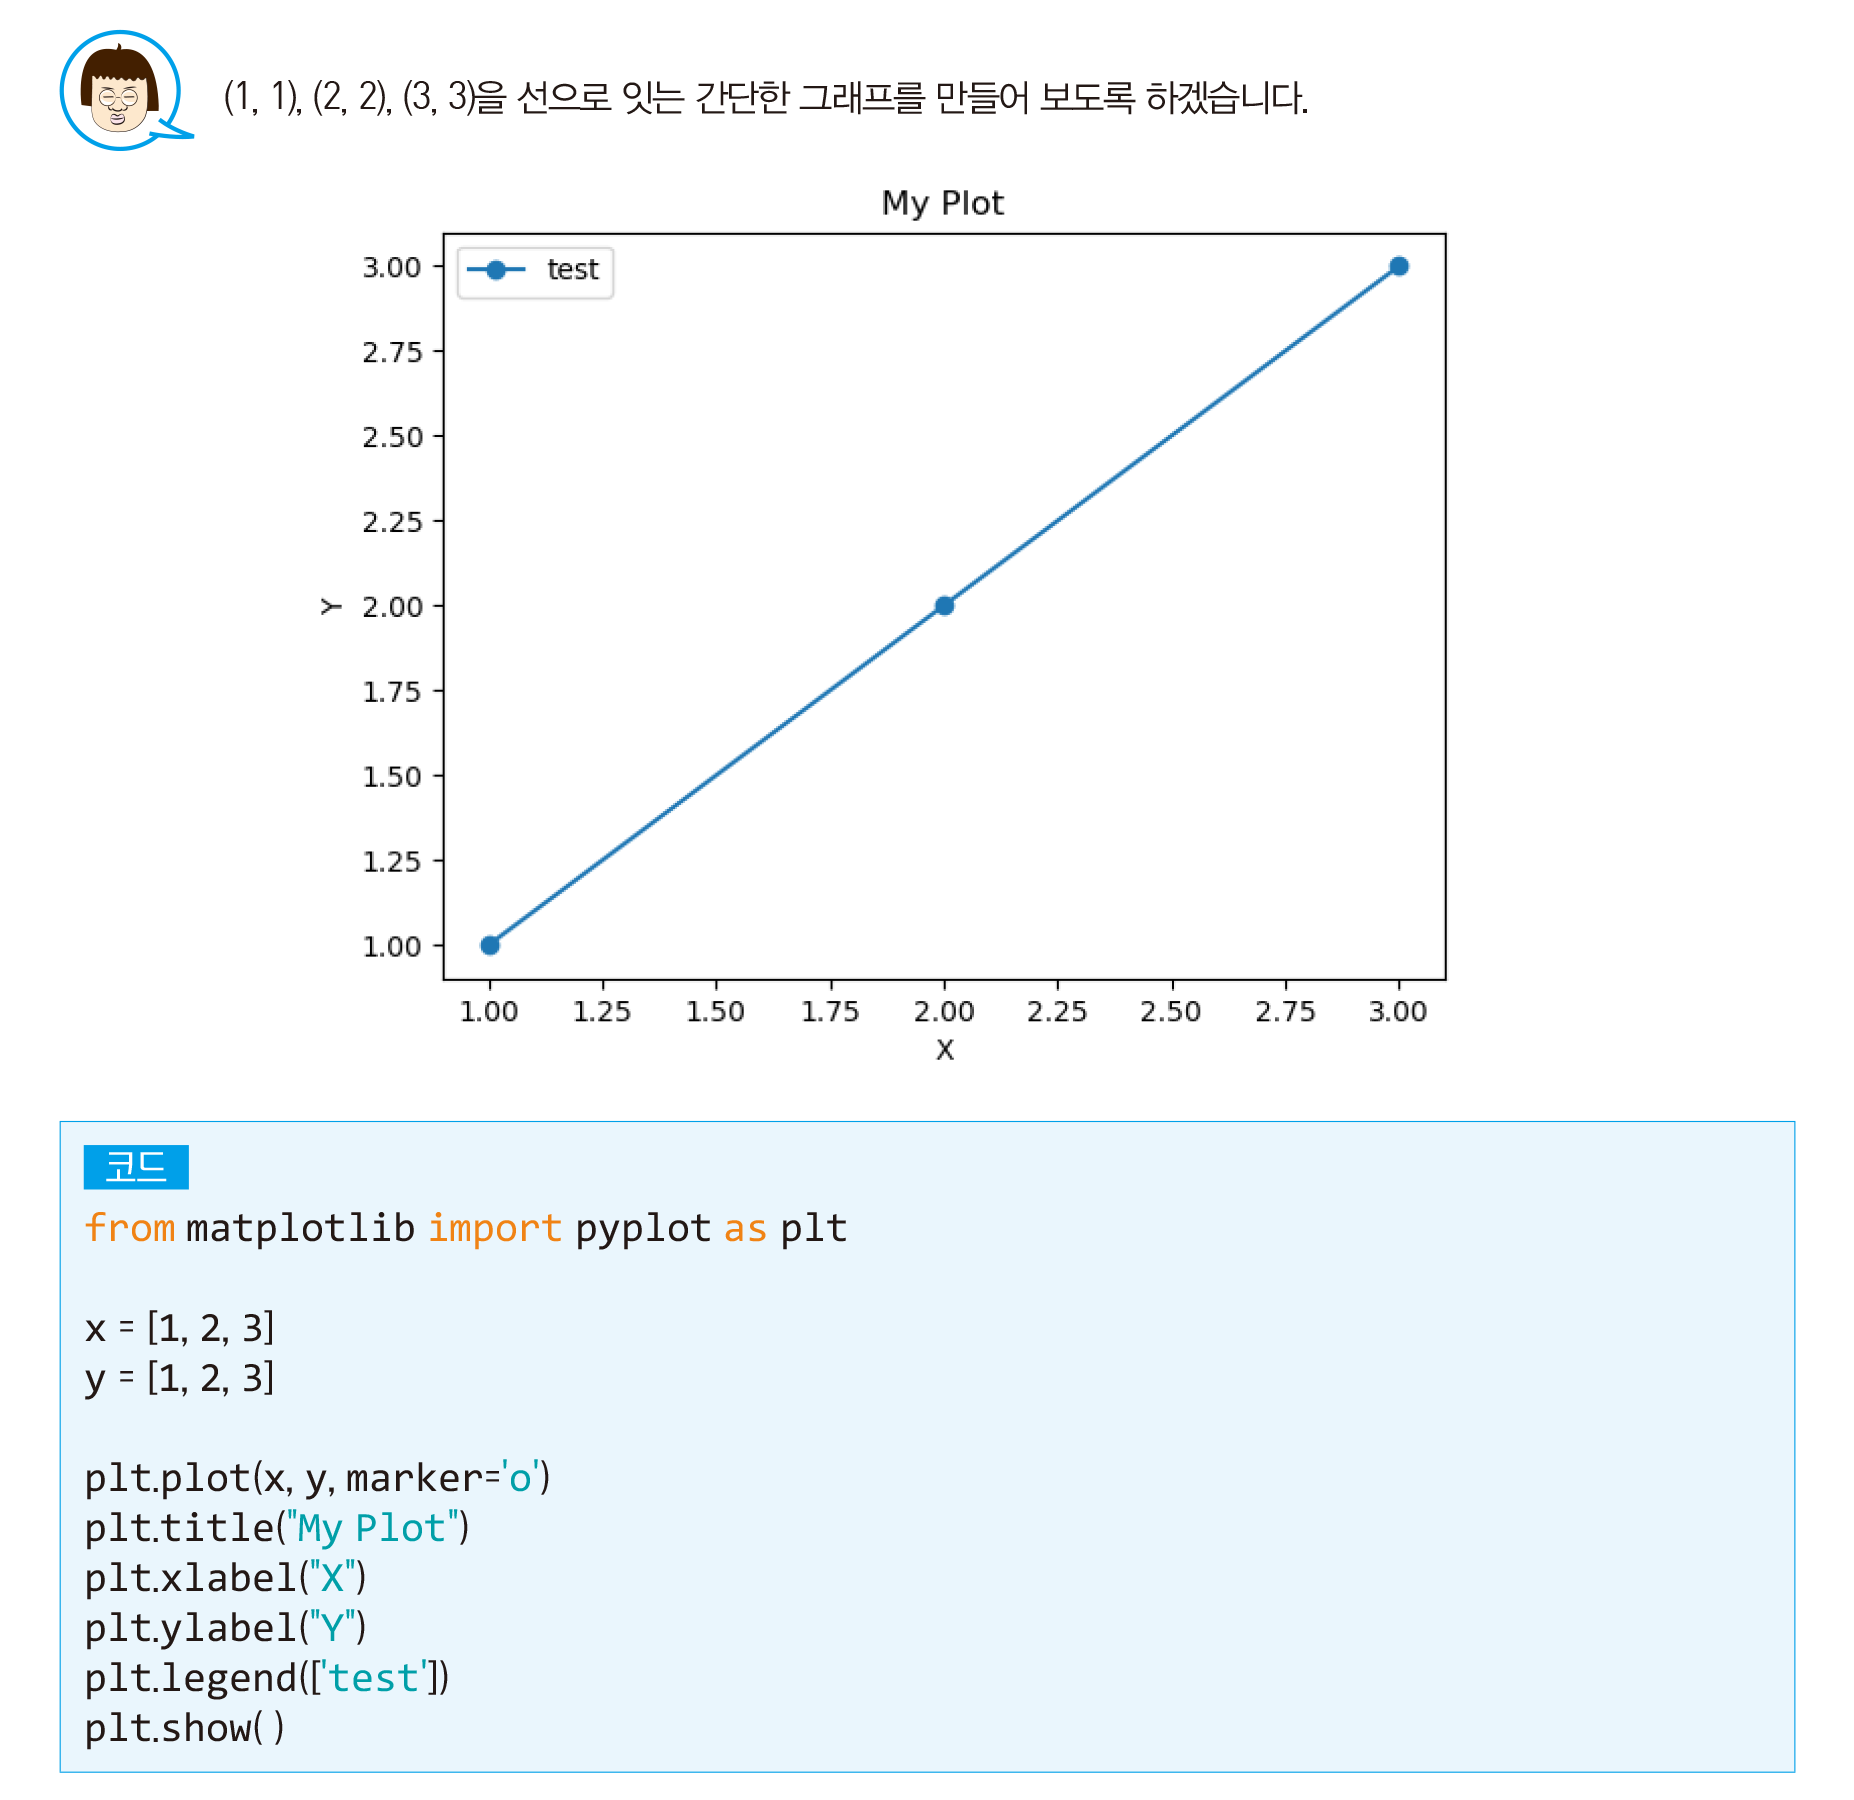 (1, 1), (2, 2), (3, 3)을 선으로 잇는 간단한 그래프를 만들어 보도록 하겠습니다.
My Plot
test
3.00
2.75
2.50
2.25
2.00
1.75
1.50
1.25
1.00
Y
1.00 1.25 1.50 1.75 2.00 2.25 2.50 2.75 3.00
X
코드
from matplotlib import pyplot as plt
x = [1, 2, 3]
y = [1, 2, 3]
plt.plot(x, y, marker='o')
plt.title("My Plot")
plt.xlabel("X")
plt.ylabel("Y")
plt.legend(['test'])
plt.show( )